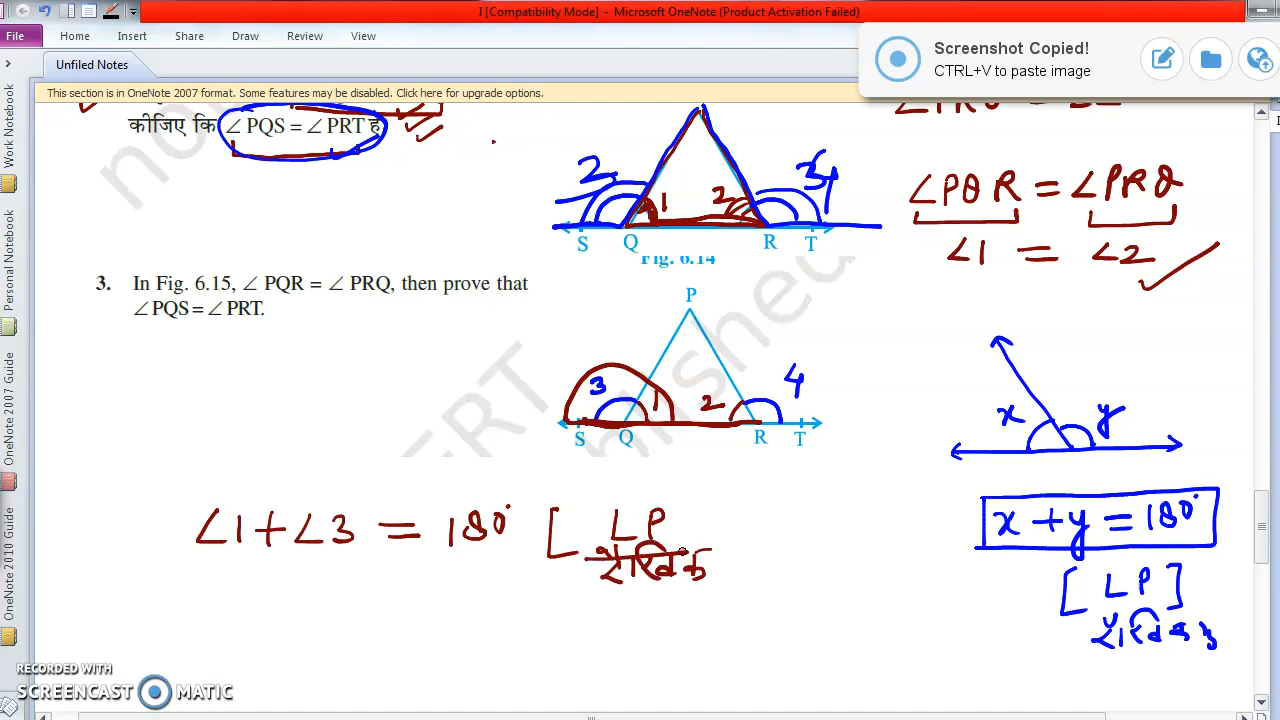 I [Compatibility Mode] - Microsoft OneNote (Product Activation Failed)
File Home Insert Share Draw Review View
Screenshot Copied!
CTRL+V to paste image
Unfiled Notes
This section is in OneNote 2007 format. Some features may be disabled. Click here for upgrade options.
Work Notebook
Personal Notebook
OneNote 2007 Guide
OneNote 2010 Guide
कीजिए कि ∠ PQS = ∠ PRT है
2 1 2 4
S Q R T
Fig. 6.14
∠PQR = ∠PRQ
∠1 = ∠2
3. In Fig. 6.15, ∠ PQR = ∠ PRQ, then prove that
∠ PQS = ∠ PRT.
P
3 1 2 4
S Q R T
x y
x + y = 180°
[LP]
रैखिक
∠1 + ∠3 = 180° [ LP
रैखिक
RECORDED WITH
SCREENCAST MATIC